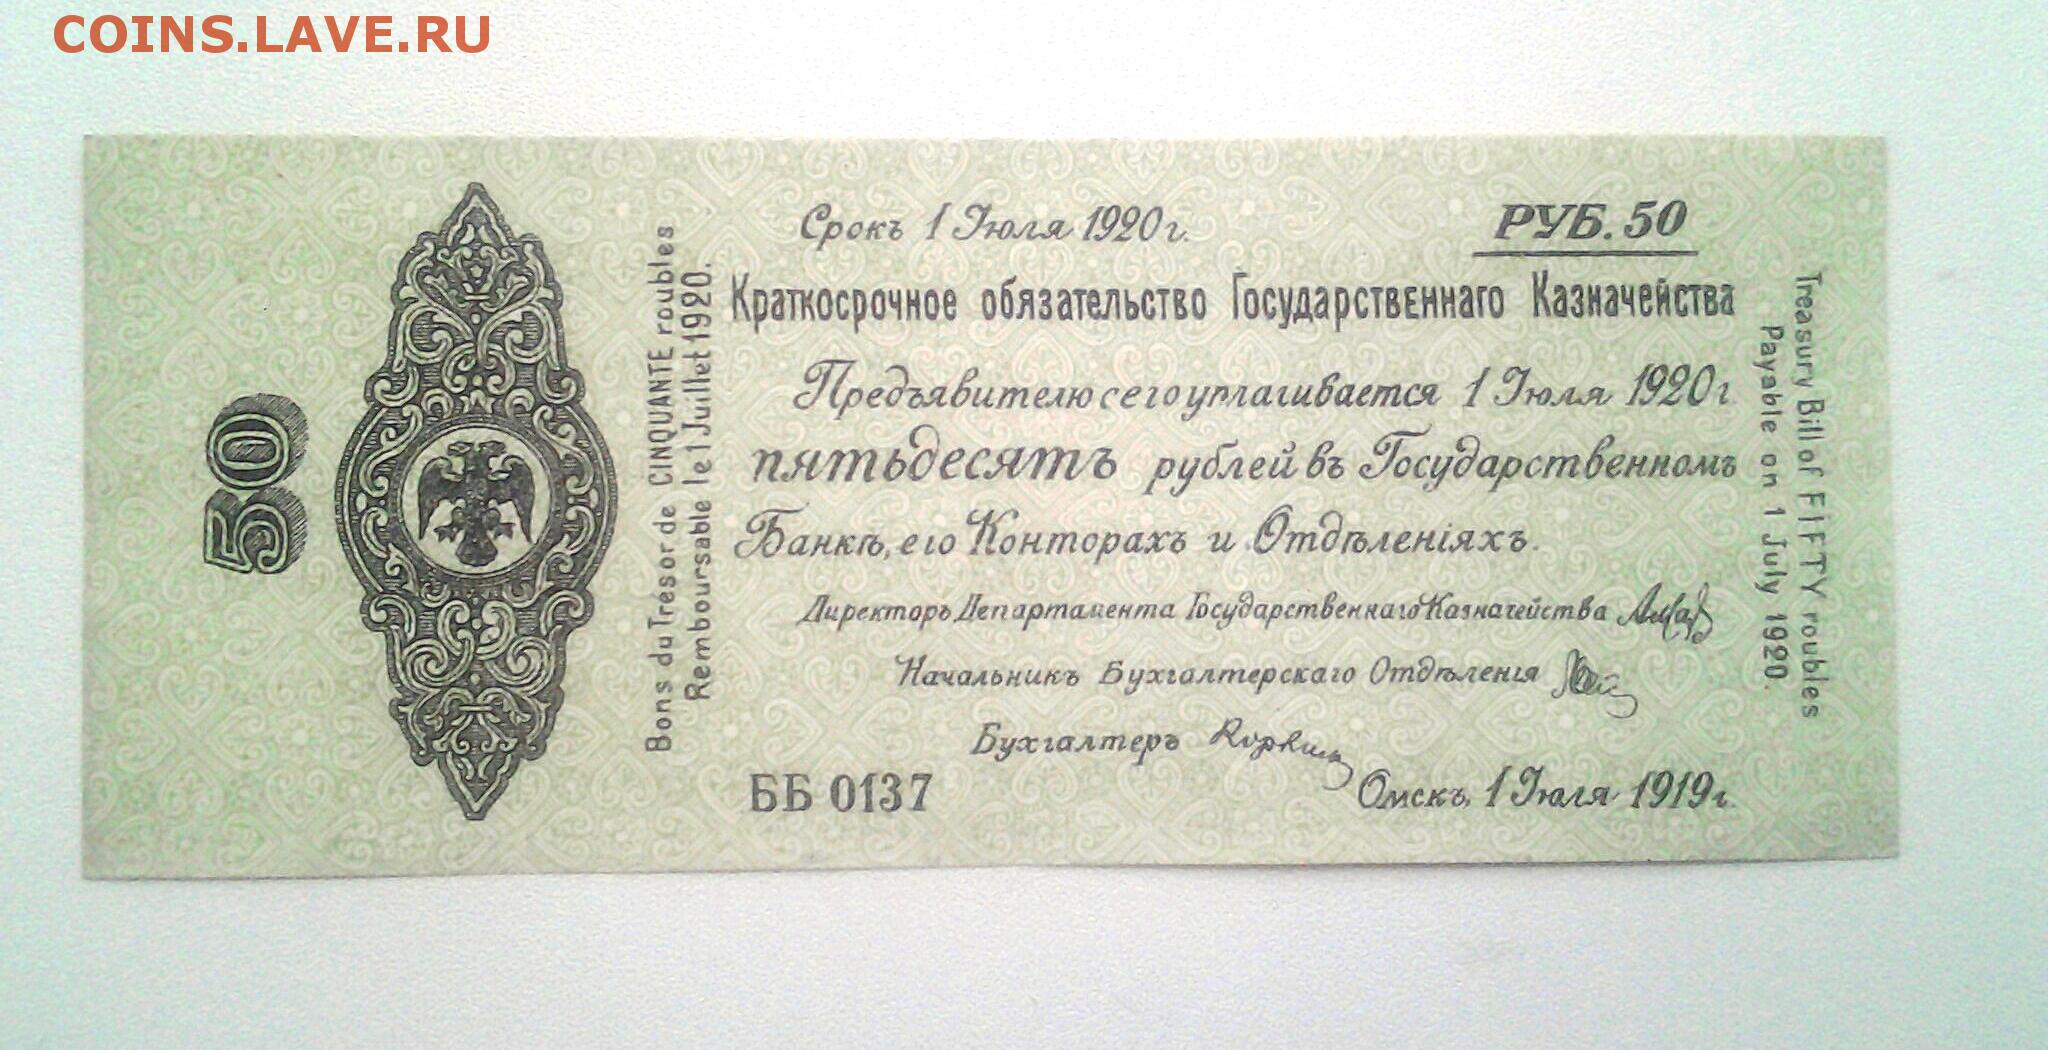 COINS.LAVE.RU
50
Bons du Trésor de CINQUANTE roubles
Remboursable le 1 Juillet 1920.
Срокъ 1 Іюля 1920 г.
РУБ. 50
Краткосрочное обязательство Государственнаго Казначейства
Предъявителю сего уплачивается 1 Іюля 1920 г.
пятьдесятъ рублей въ Государственномъ
Банкѣ, его Конторахъ и Отдѣленіяхъ.
Директоръ Департамента Государственнаго Казначейства
Начальникъ Бухгалтерскаго Отдѣленія
Бухгалтеръ
ББ 0137
Омскъ, 1 Іюля 1919 г.
Treasury Bill of FIFTY roubles
Payable on 1 July 1920.